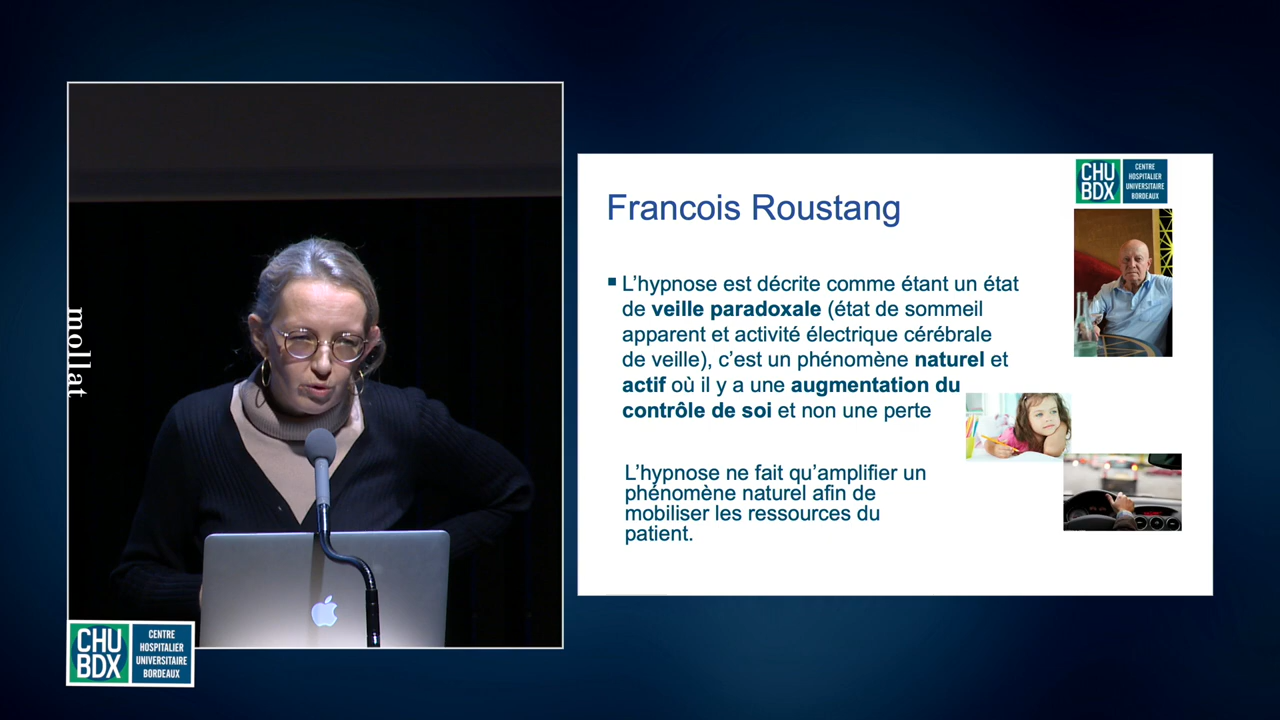 mollat
CHU
BDX
CENTRE
HOSPITALIER
UNIVERSITAIRE
BORDEAUX
Francois Roustang
CHU
BDX
CENTRE
HOSPITALIER
UNIVERSITAIRE
BORDEAUX
L'hypnose est décrite comme étant un état
de veille paradoxale (état de sommeil
apparent et activité électrique cérébrale
de veille), c'est un phénomène naturel et
actif où il y a une augmentation du
contrôle de soi et non une perte
L'hypnose ne fait qu'amplifier un
phénomène naturel afin de
mobiliser les ressources du
patient.